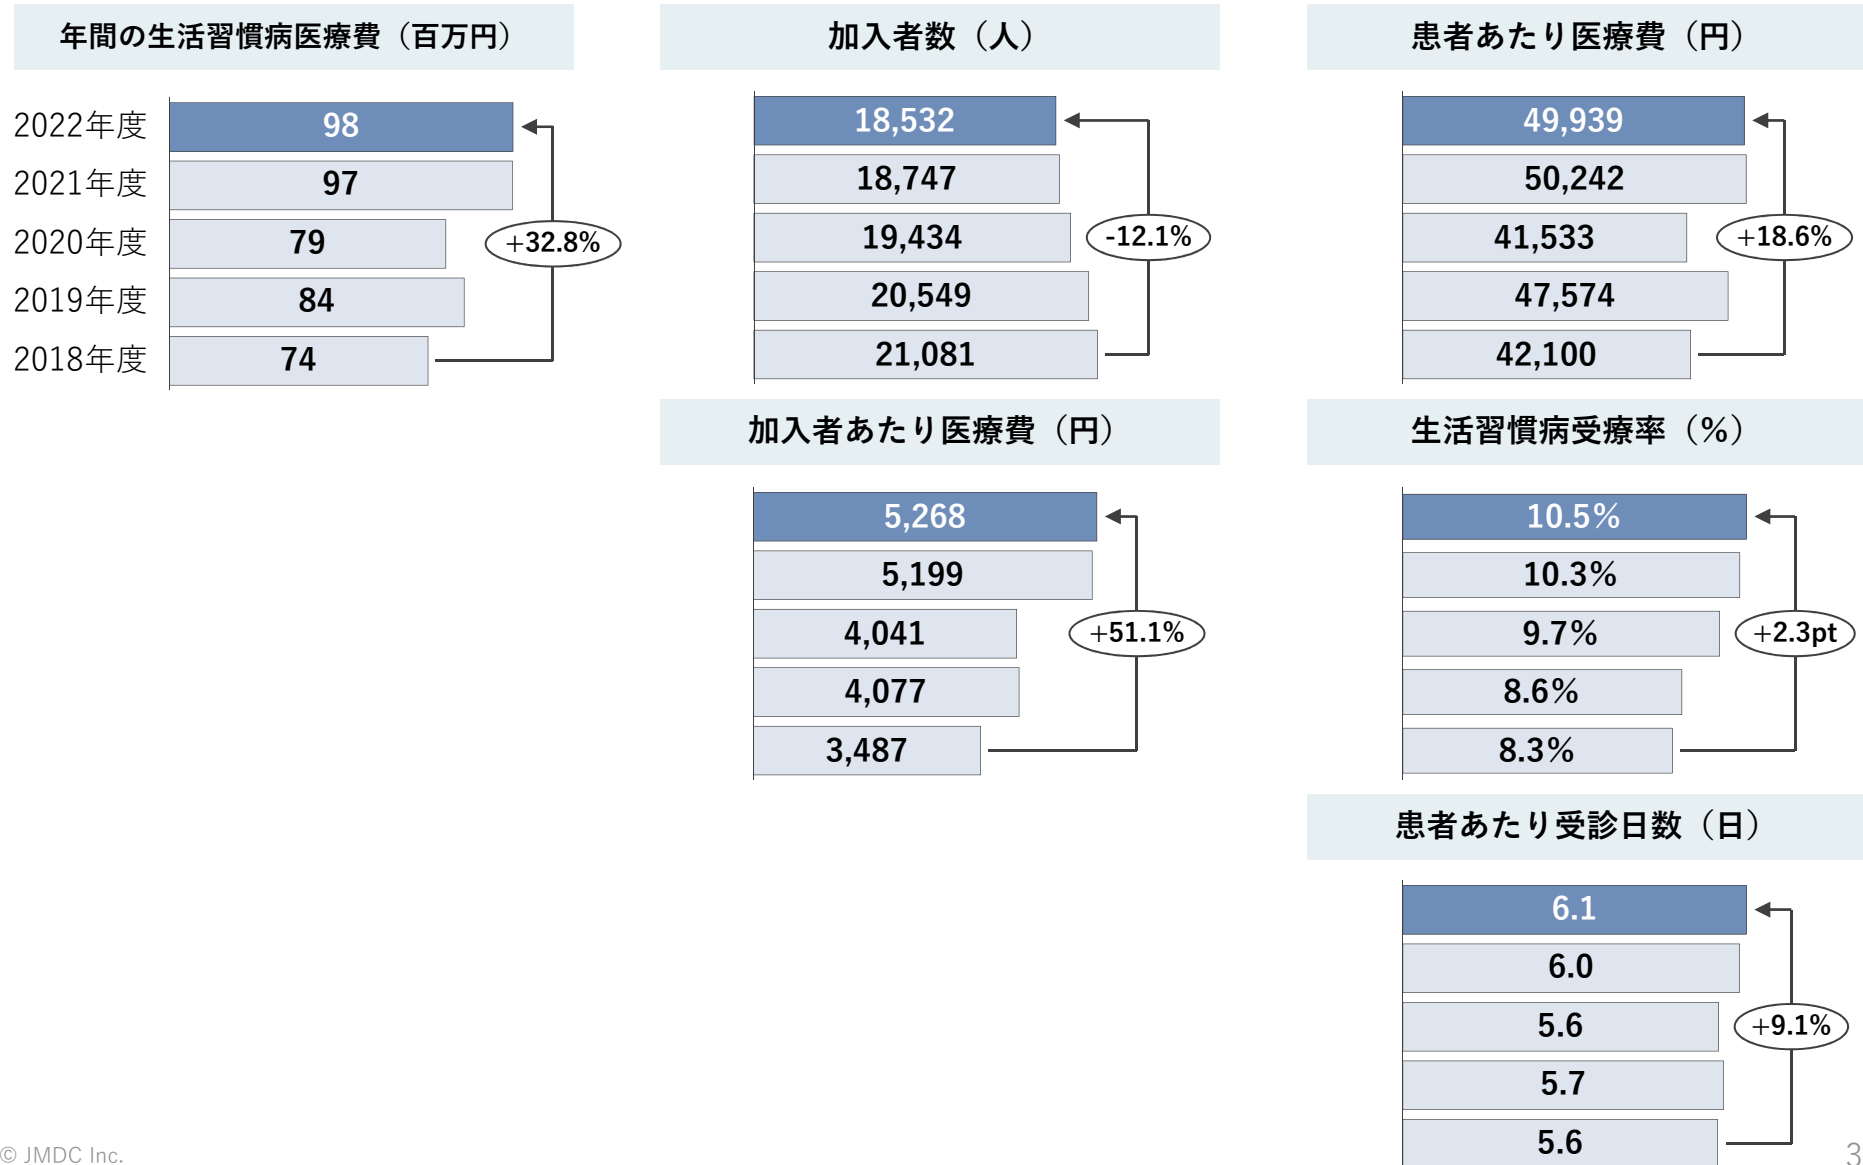 年間の生活習慣病医療費（百万円）
2022年度 98
2021年度 97
2020年度 79
2019年度 84
2018年度 74
+32.8%
加入者数（人）
18,532
18,747
19,434
20,549
21,081
-12.1%
患者あたり医療費（円）
49,939
50,242
41,533
47,574
42,100
+18.6%
加入者あたり医療費（円）
5,268
5,199
4,041
4,077
3,487
+51.1%
生活習慣病受療率（%）
10.5%
10.3%
9.7%
8.6%
8.3%
+2.3pt
患者あたり受診日数（日）
6.1
6.0
5.6
5.7
5.6
+9.1%
© JMDC Inc.
3